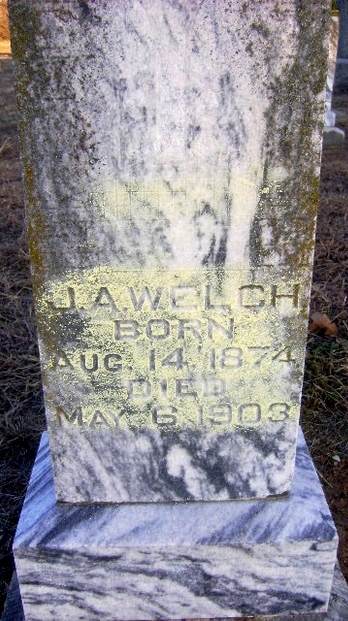 J.A. WELCH
BORN
AUG. 14, 1874
DIED
MAY. 6, 1903